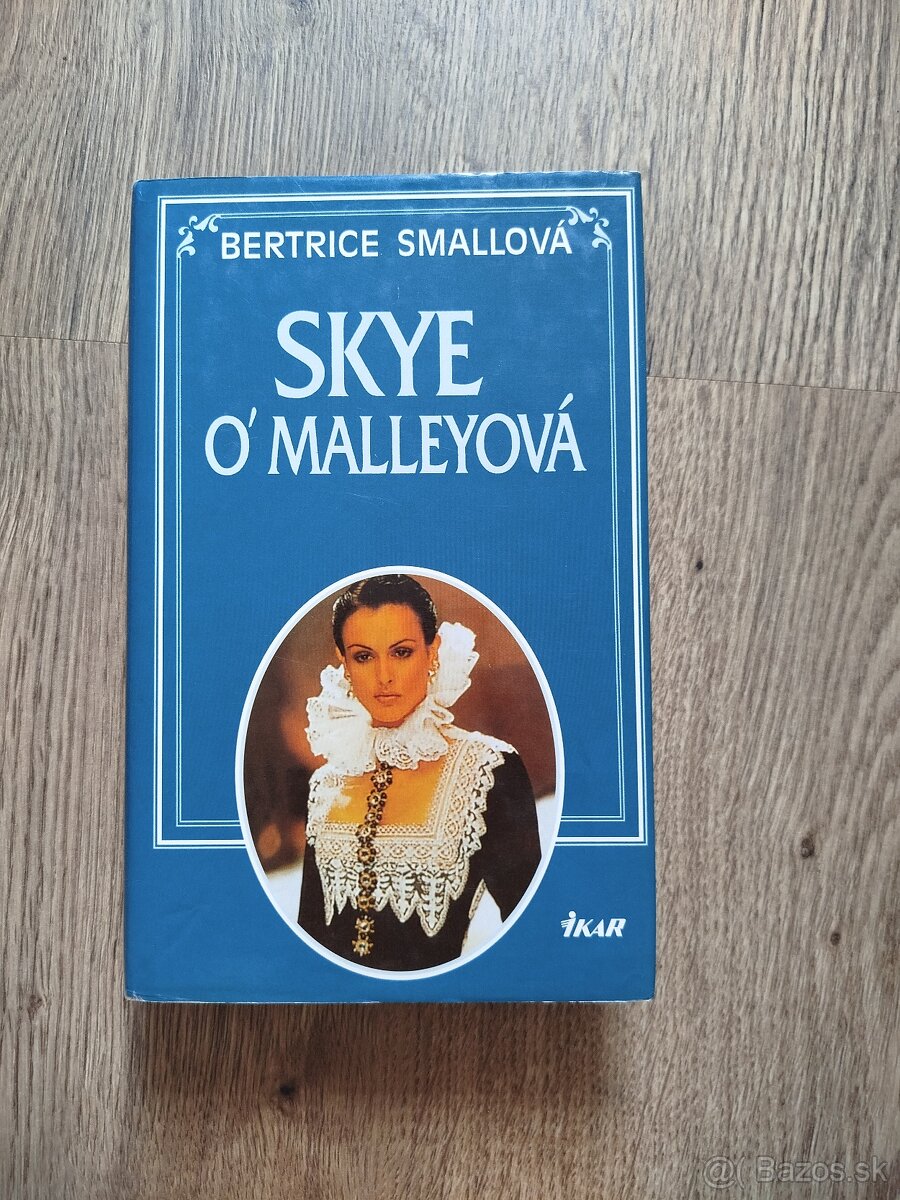 BERTRICE SMALLOVÁ
SKYE
O'MALLEYOVÁ
IKAR
@ Bazos.sk